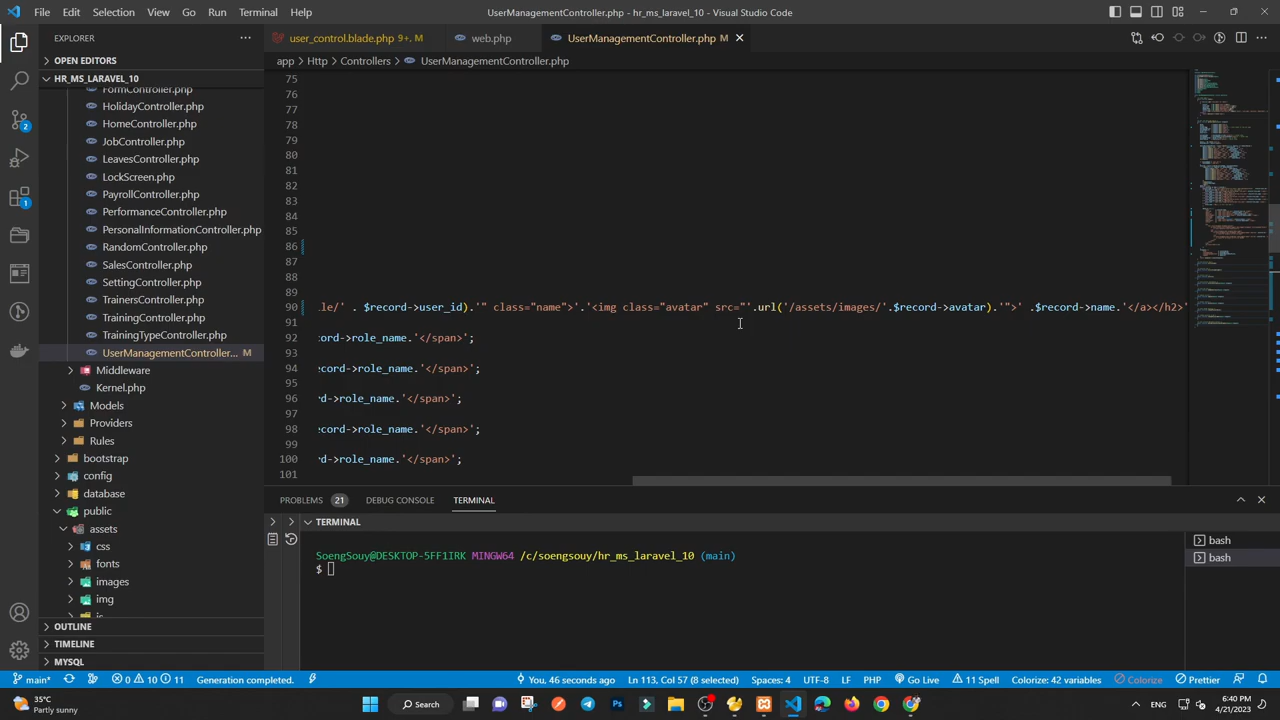 File Edit Selection View Go Run Terminal Help
UserManagementController.php - hr_ms_laravel_10 - Visual Studio Code
EXPLORER
OPEN EDITORS
HR_MS_LARAVEL_10
FormController.php
HolidayController.php
HomeController.php
JobController.php
LeavesController.php
LockScreen.php
PayrollController.php
PerformanceController.php
PersonalInformationController.php
RandomController.php
SalesController.php
SettingController.php
TrainersController.php
TrainingController.php
TrainingTypeController.php
UserManagementController... M
Middleware
Kernel.php
Models
Providers
Rules
bootstrap
config
database
public
assets
css
fonts
images
img
OUTLINE
TIMELINE
MYSQL
user_control.blade.php 9+, M
web.php
UserManagementController.php M
app > Http > Controllers > UserManagementController.php
75
76
77
78
79
80
81
82
83
84
85
86
87
88
89
90 le/' . $record->user_id).'" class="name">'.'<img class="avatar" src="'.url('/assets/images/'.$record->avatar).'">' .$record->name.'</a></h2>'
91
92 cord->role_name.'</span>';
93
94 ecord->role_name.'</span>';
95
96 rd->role_name.'</span>';
97
98 ecord->role_name.'</span>';
99
100 rd->role_name.'</span>';
101
PROBLEMS 21 DEBUG CONSOLE TERMINAL
TERMINAL
SoengSouy@DESKTOP-5FF1IRK MINGW64 /c/soengsouy/hr_ms_laravel_10 (main)
$
bash
bash
main* 0 10 11 Generation completed. You, 46 seconds ago Ln 113, Col 57 (8 selected) Spaces: 4 UTF-8 LF PHP Go Live 11 Spell Colorize: 42 variables Colorize Prettier
35°C
Partly sunny
Search
ENG
6:40 PM
4/21/2023